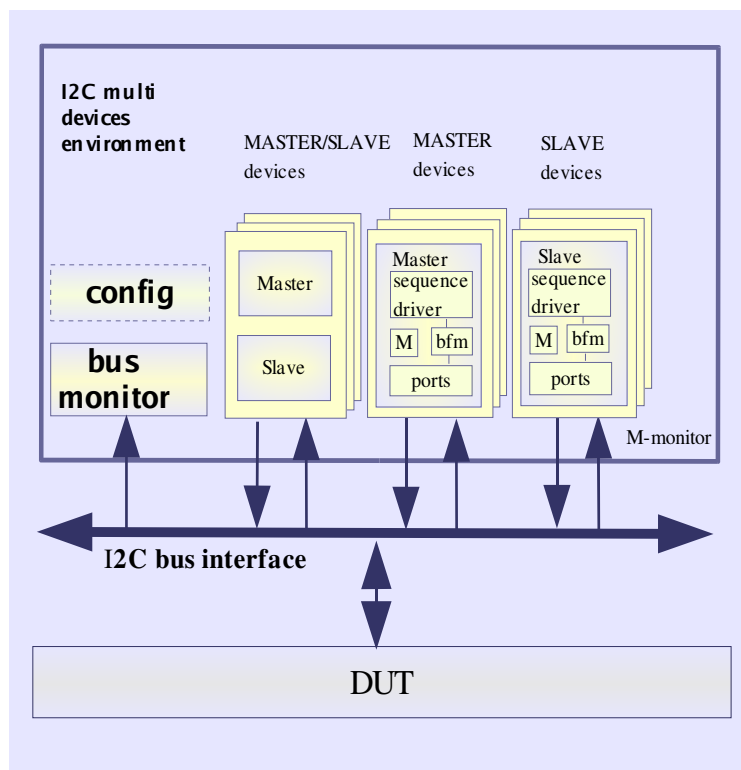 I2C multi
devices
environment
MASTER/SLAVE
devices
MASTER
devices
SLAVE
devices
config
bus
monitor
Master
Slave
Master
sequence
driver
M
bfm
ports
Slave
sequence
driver
M
bfm
ports
M-monitor
I2C bus interface
DUT